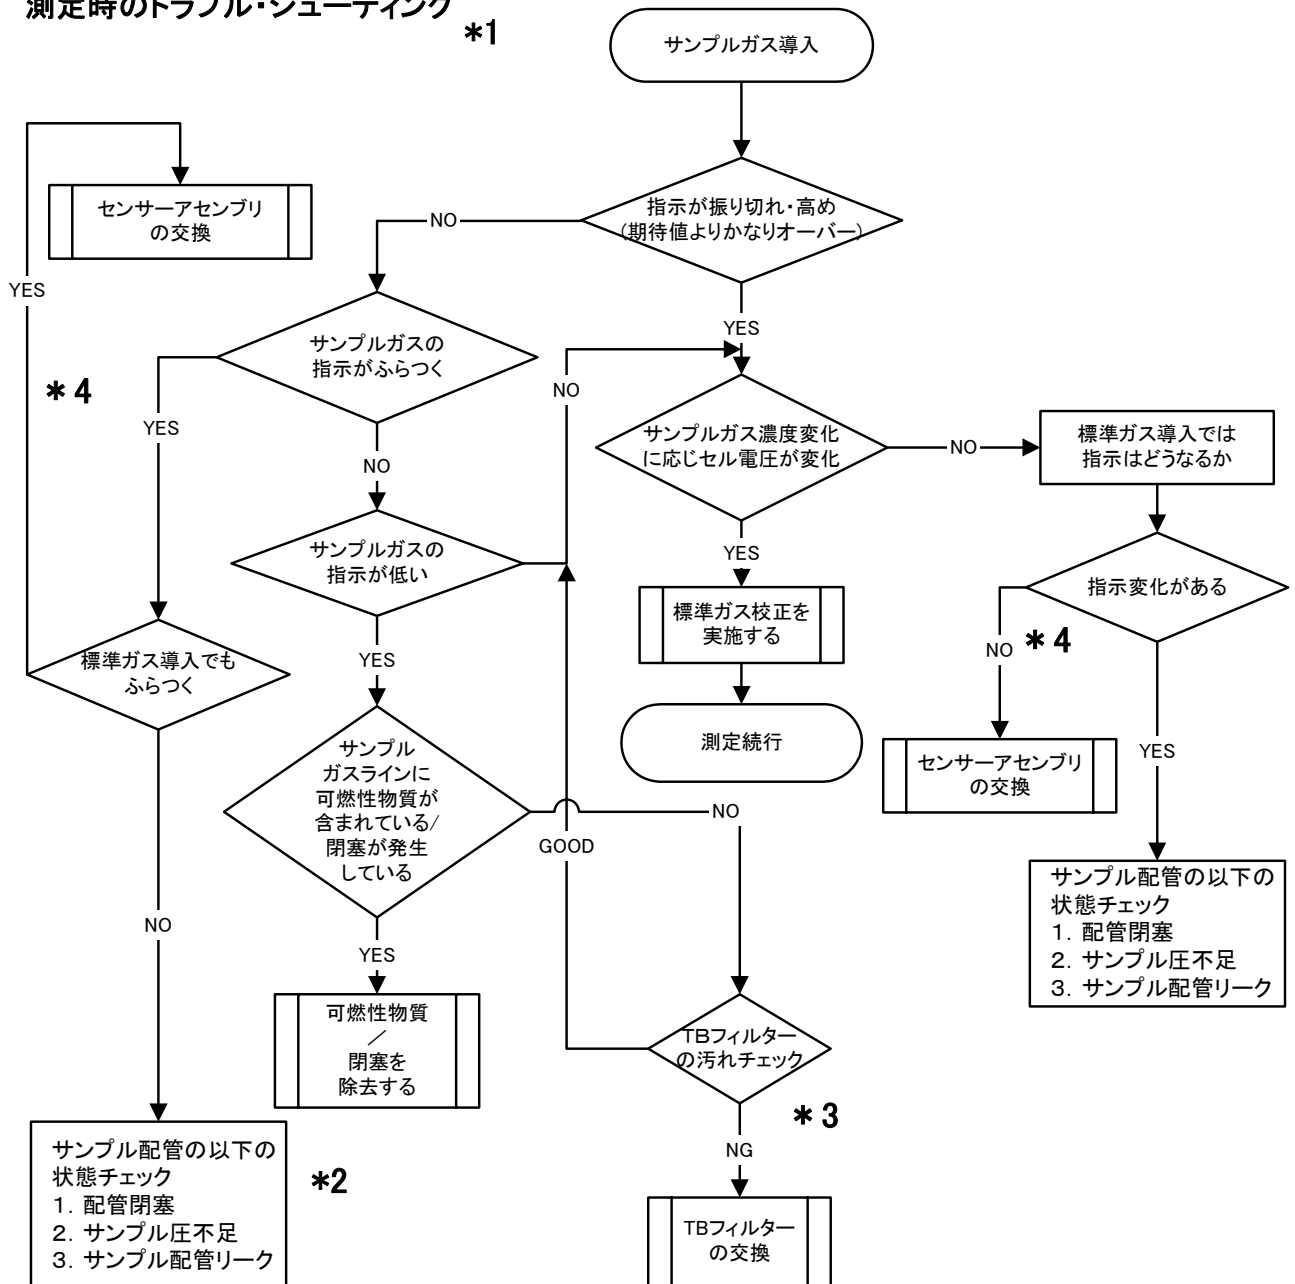 測定時のトラブル・シューティング
*1
サンプルガス導入
指示が振り切れ・高め
(期待値よりかなりオーバー)
NO
YES
センサーアセンブリ
の交換
YES
*4
サンプルガスの
指示がふらつく
YES
NO
NO
サンプルガス濃度変化
に応じセル電圧が変化
NO
標準ガス導入では
指示はどうなるか
YES
サンプルガスの
指示が低い
標準ガス校正を
実施する
指示変化がある
NO
*4
標準ガス導入でも
ふらつく
YES
測定続行
センサーアセンブリ
の交換
YES
サンプル
ガスラインに
可燃性物質が
含まれている/
閉塞が発生
している
NO
GOOD
サンプル配管の以下の
状態チェック
1. 配管閉塞
2. サンプル圧不足
3. サンプル配管リーク
NO
YES
可燃性物質
/
閉塞を
除去する
TBフィルター
の汚れチェック
*3
NG
TBフィルター
の交換
サンプル配管の以下の
状態チェック
1. 配管閉塞
2. サンプル圧不足
3. サンプル配管リーク
*2